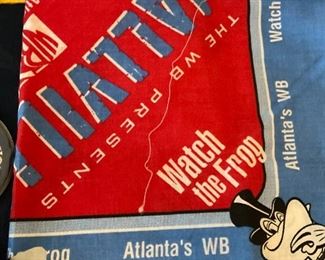 THE WB PRESENTS
Watch
the Frog
Watch
Atlanta's WB
Atlanta's WB